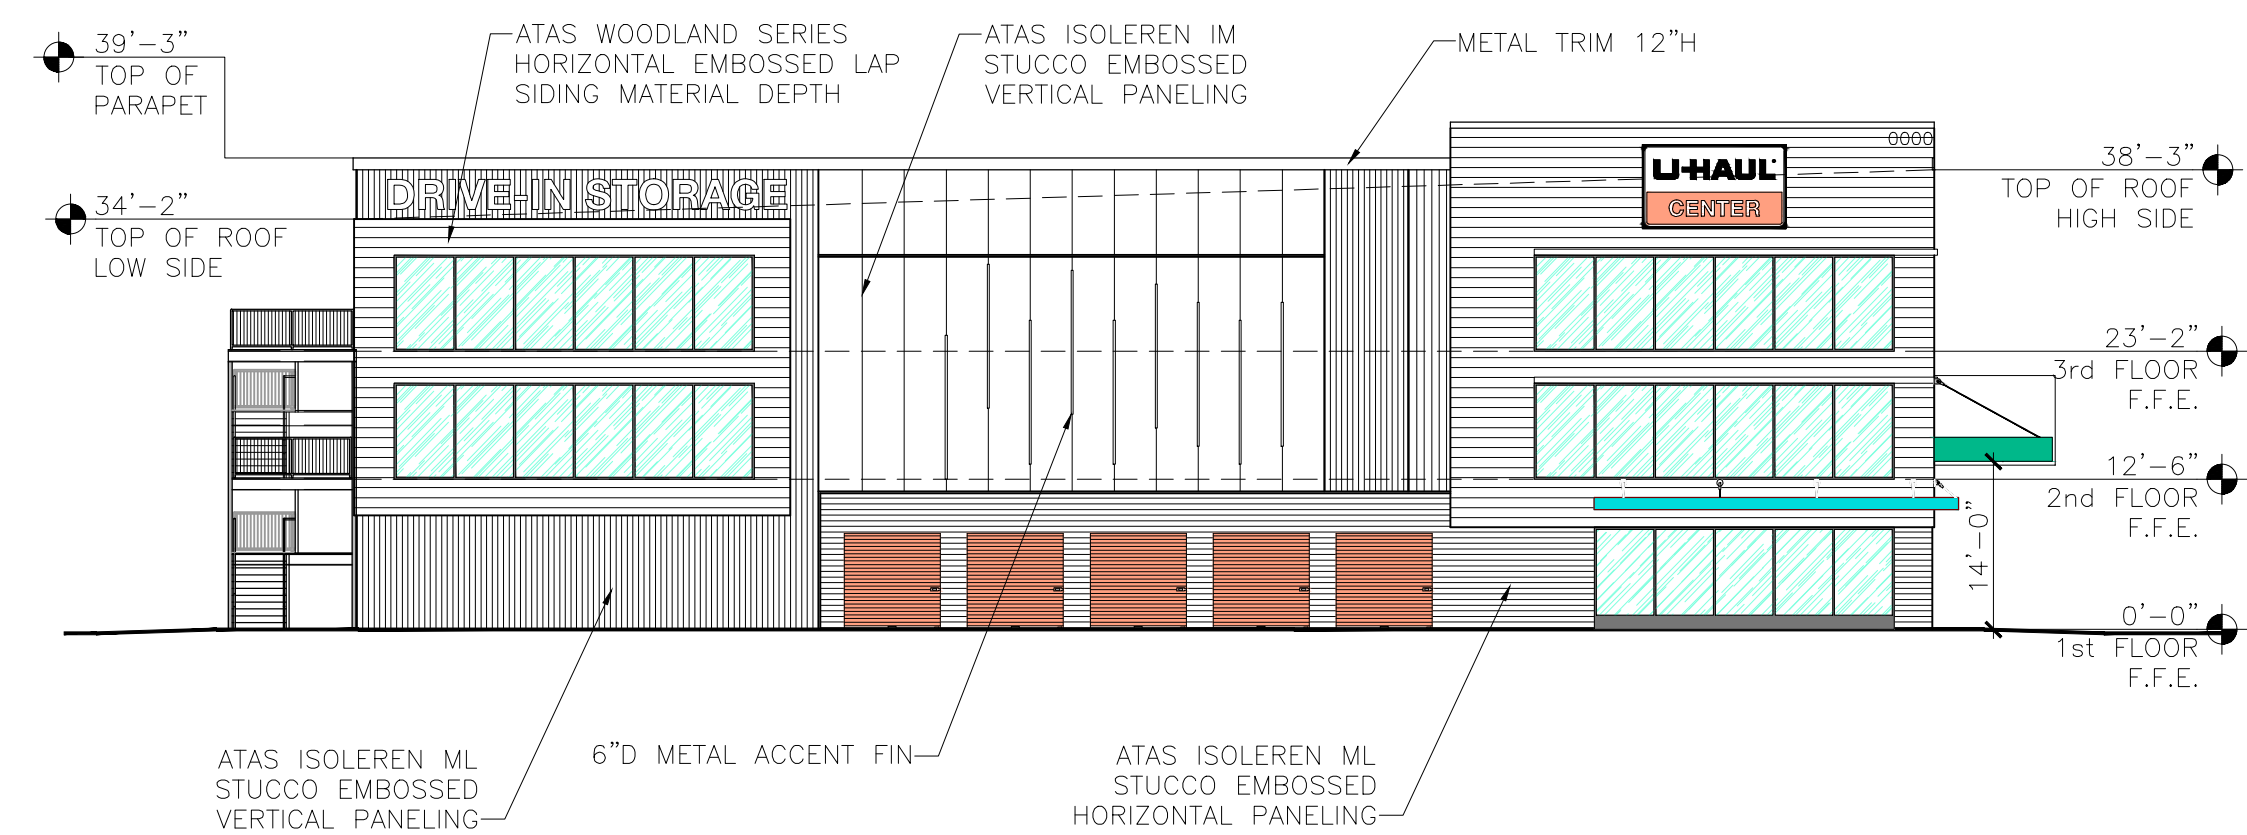 39'-3"
TOP OF
PARAPET
34'-2"
TOP OF ROOF
LOW SIDE
ATAS WOODLAND SERIES
HORIZONTAL EMBOSSED LAP
SIDING MATERIAL DEPTH
ATAS ISOLEREN IM
STUCCO EMBOSSED
VERTICAL PANELING
METAL TRIM 12"H
0000
U-HAUL
CENTER
DRIVE-IN STORAGE
38'-3"
TOP OF ROOF
HIGH SIDE
23'-2"
3rd FLOOR
F.F.E.
12'-6"
2nd FLOOR
F.F.E.
14'-0"
0'-0"
1st FLOOR
F.F.E.
ATAS ISOLEREN ML
STUCCO EMBOSSED
VERTICAL PANELING
6"D METAL ACCENT FIN
ATAS ISOLEREN ML
STUCCO EMBOSSED
HORIZONTAL PANELING